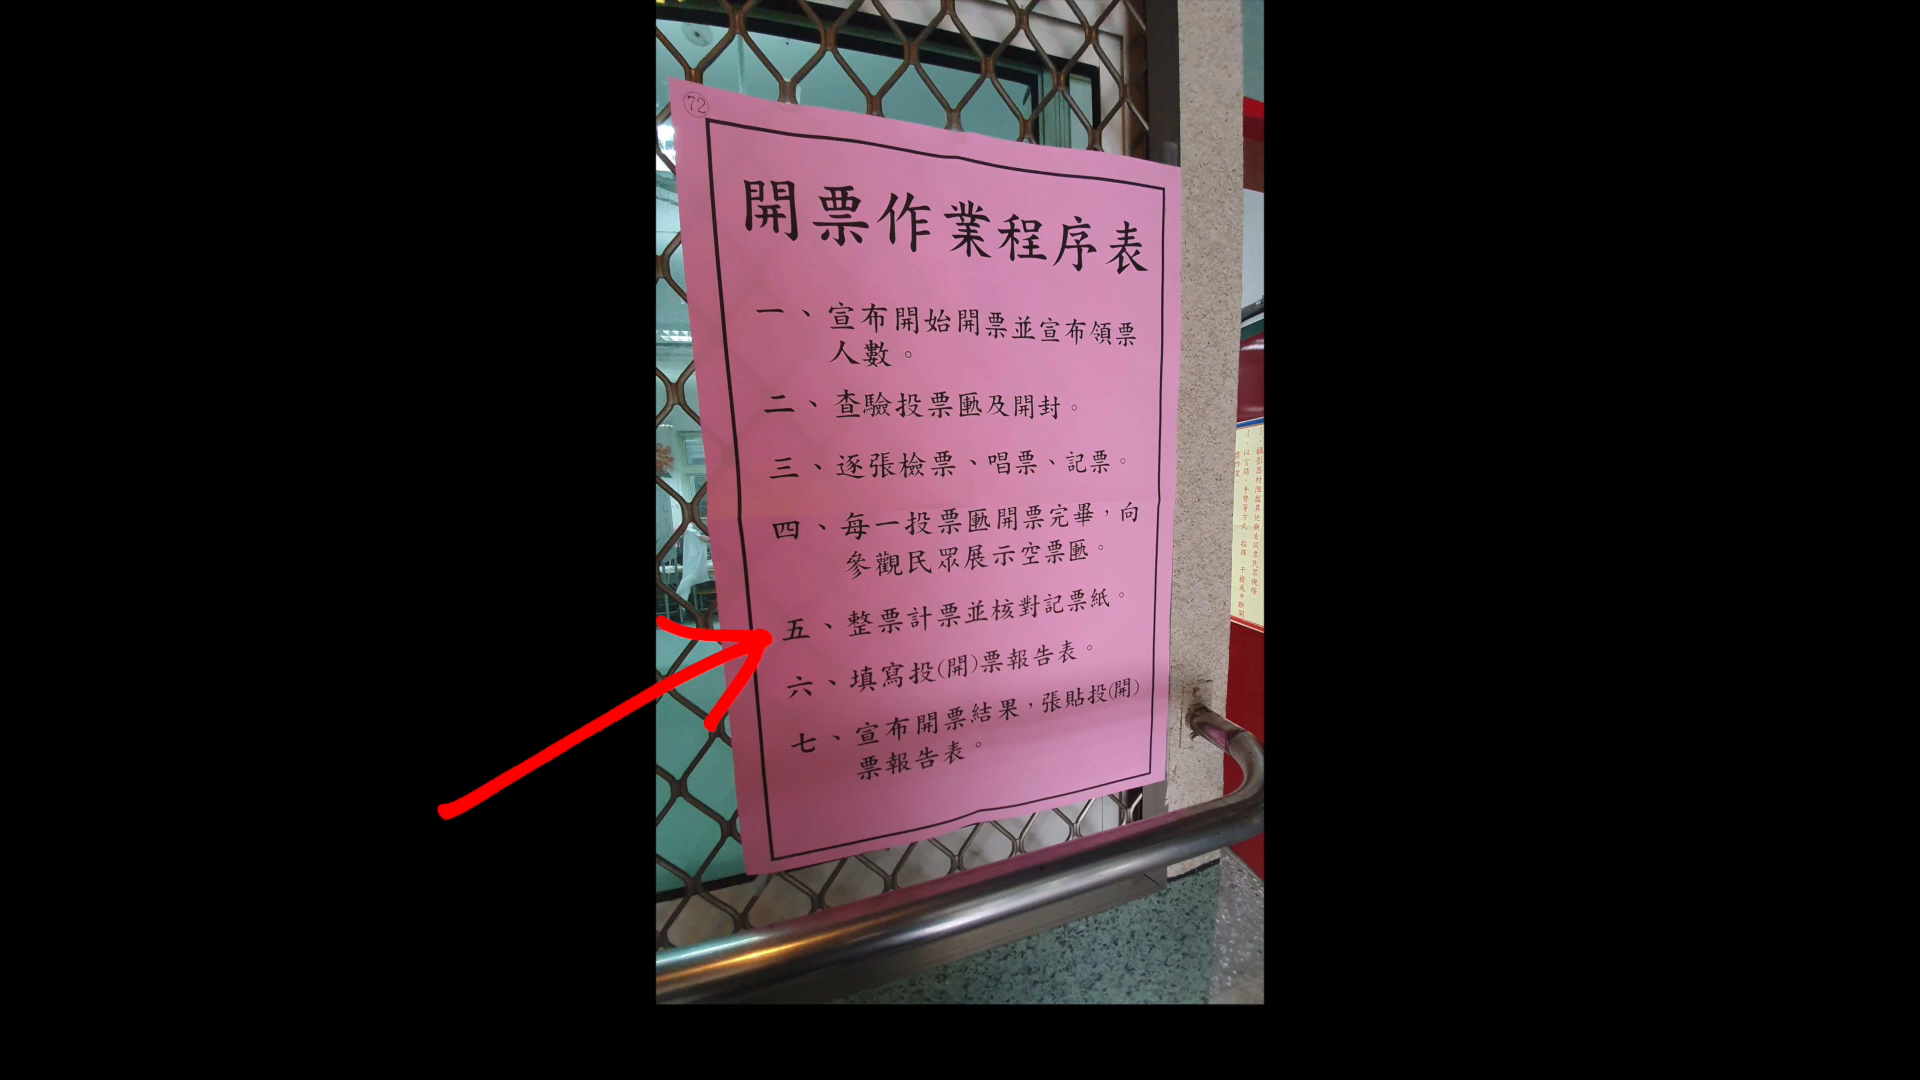 72
開票作業程序表
一、宣布開始開票並宣布領票
人數。
二、查驗投票匭及開封。
三、逐張檢票、唱票、記票。
四、每一投票匭開票完畢，向
參觀民眾展示空票匭。
五、整票計票並核對記票紙。
六、填寫投(開)票報告表。
七、宣布開票結果，張貼投(開)
票報告表。